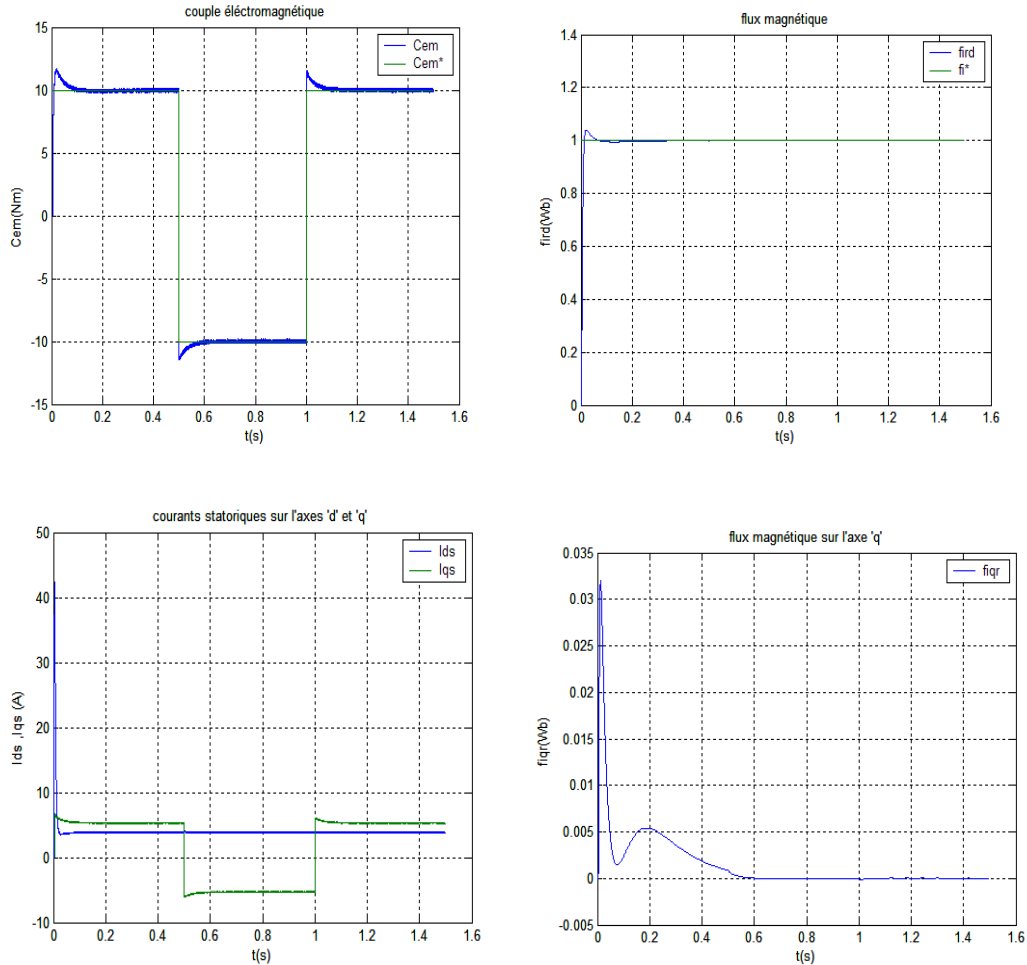 couple éléctromagnétique
15
10
5
0
-5
-10
-15
Cem(Nm)
Cem
Cem*
0 0.2 0.4 0.6 0.8 1 1.2 1.4 1.6
t(s)
flux magnétique
1.4
1.2
1
0.8
0.6
0.4
0.2
0
fird(Wb)
fird
fi*
0 0.2 0.4 0.6 0.8 1 1.2 1.4 1.6
t(s)
courants statoriques sur l'axes 'd' et 'q'
50
40
30
20
10
5
0
-10
Ids ,Iqs (A)
Ids
Iqs
0 0.2 0.4 0.6 0.8 1 1.2 1.4 1.6
t(s)
flux magnétique sur l'axe 'q'
0.035
0.03
0.025
0.02
0.015
0.01
0.005
0
-0.005
fiqr(Wb)
fiqr
0 0.2 0.4 0.6 0.8 1 1.2 1.4 1.6
t(s)